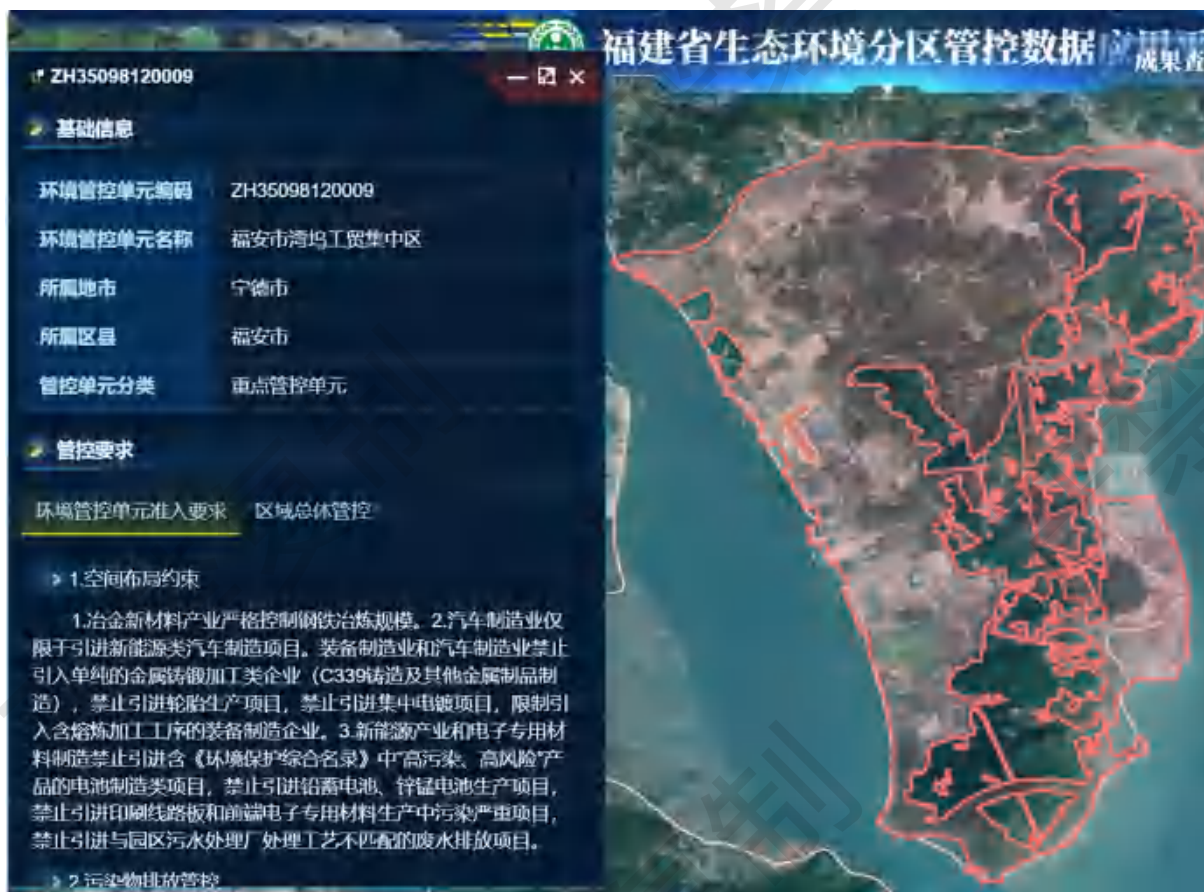 福建省生态环境分区管控数据
成果查
ZH35098120009
基础信息
环境管控单元编码 ZH35098120009
环境管控单元名称 福安市湾坞工贸集中区
所属地市 宁德市
所属区县 福安市
管控单元分类 重点管控单元
管控要求
环境管控单元准入要求 区域总体管控
1.空间布局约束
1.冶金新材料产业严格控制钢铁冶炼规模。2.汽车制造业仅
限于引进新能源类汽车制造项目。装备制造业和汽车制造业禁止
引入单纯的金属铸锻加工类企业（C339铸造及其他金属制品制
造），禁止引进轮胎生产项目，禁止引进集中电镀项目，限制引
入含熔炼加工工序的装备制造企业。3.新能源产业和电子专用材
料制造禁止引进含《环境保护综合名录》中“高污染、高风险”产
品的电池制造类项目，禁止引进铅蓄电池、锌锰电池生产项目，
禁止引进印刷线路板和前端电子专用材料生产中污染严重项目，
禁止引进与园区污水处理厂处理工艺不匹配的废水排放项目。
2.污染物排放管控